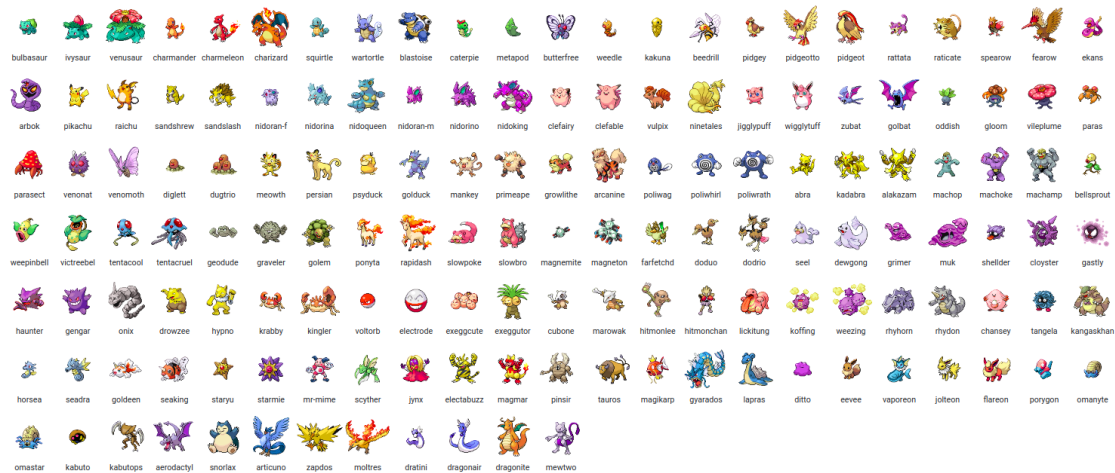 bulbasaur ivysaur venusaur charmander charmeleon charizard squirtle wartortle blastoise caterpie metapod butterfree weedle kakuna beedrill pidgey pidgeotto pidgeot rattata raticate spearow fearow ekans
arbok pikachu raichu sandshrew sandslash nidoran-f nidorina nidoqueen nidoran-m nidorino nidoking clefairy clefable vulpix ninetales jigglypuff wigglytuff zubat golbat oddish gloom vileplume paras
parasect venonat venomoth diglett dugtrio meowth persian psyduck golduck mankey primeape growlithe arcanine poliwag poliwhirl poliwrath abra kadabra alakazam machop machoke machamp bellsprout
weepinbell victreebel tentacool tentacruel geodude graveler golem ponyta rapidash slowpoke slowbro magnemite magneton farfetchd doduo dodrio seel dewgong grimer muk shellder cloyster gastly
haunter gengar onix drowzee hypno krabby kingler voltorb electrode exeggcute exeggutor cubone marowak hitmonlee hitmonchan lickitung koffing weezing rhyhorn rhydon chansey tangela kangaskhan
horsea seadra goldeen seaking staryu starmie mr-mime scyther jynx electabuzz magmar pinsir tauros magikarp gyarados lapras ditto eevee vaporeon jolteon flareon porygon omanyte
omastar kabuto kabutops aerodactyl snorlax articuno zapdos moltres dratini dragonair dragonite mewtwo